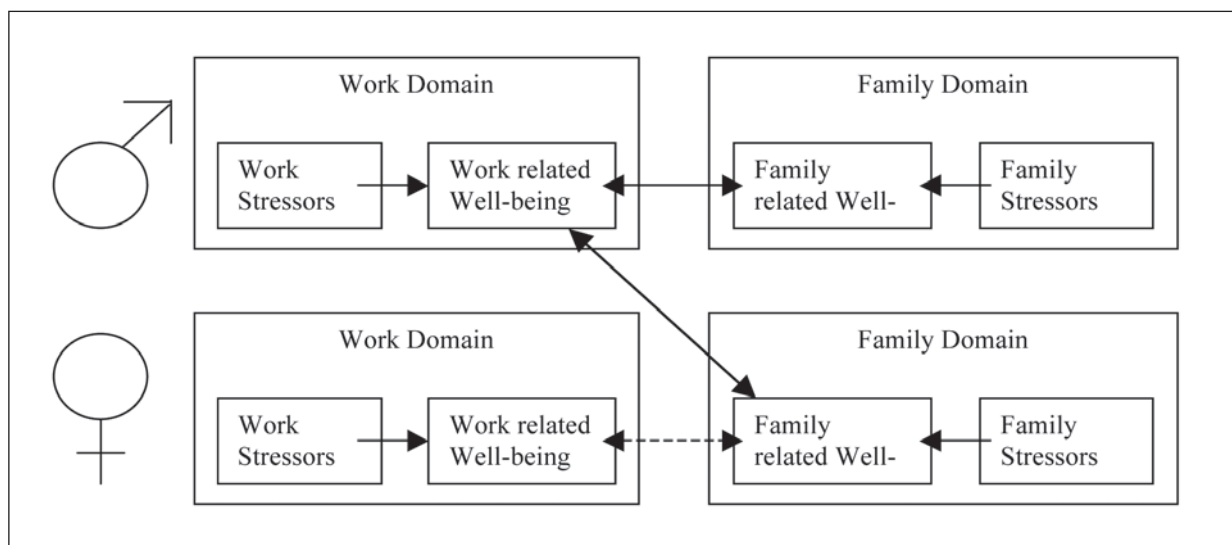 Work Domain
Family Domain
Work
Stressors
Work related
Well-being
Family
related Well-
Family
Stressors
Work Domain
Family Domain
Work
Stressors
Work related
Well-being
Family
related Well-
Family
Stressors